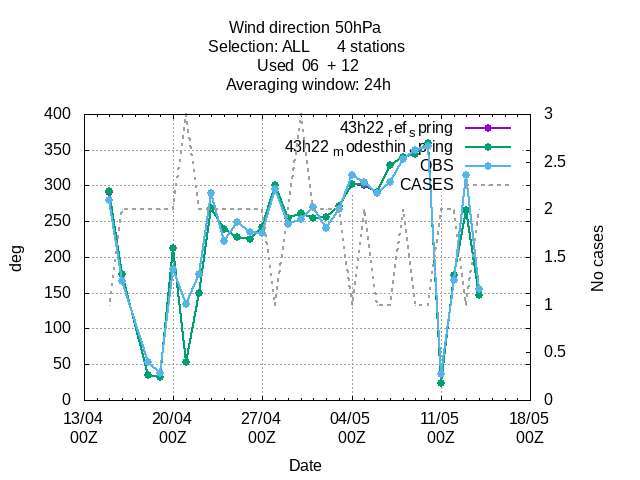 Wind direction 50hPa
Selection: ALL      4 stations
Used  06  + 12
Averaging window: 24h
43h22 refspring
43h22 modesthinspring
OBS
CASES
deg
No cases
400
350
300
250
200
150
100
50
0
3
2.5
2
1.5
1
0.5
0
13/04 20/04 27/04 04/05 11/05 18/05
00Z 00Z 00Z 00Z 00Z 00Z
Date